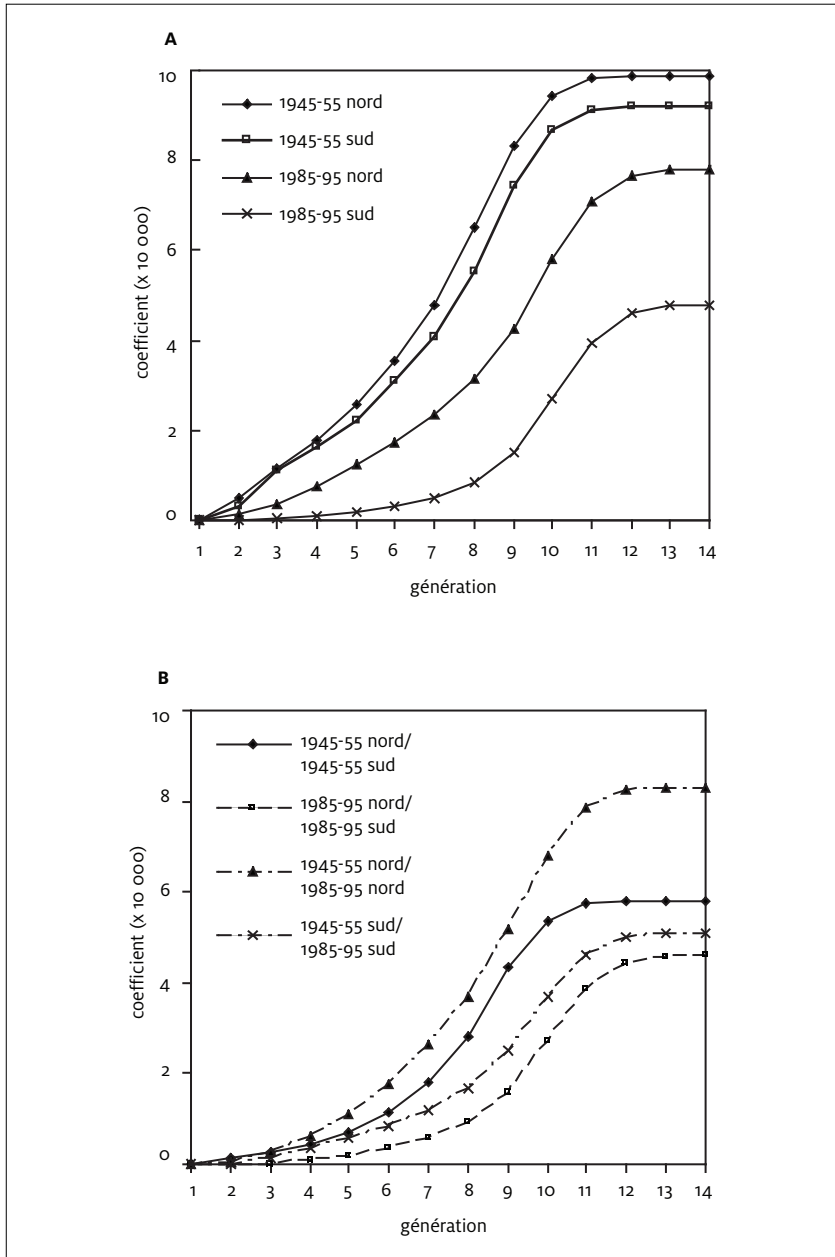 A
10
8
6
4
2
0
coefficient (x 10 000)
1945-55 nord
1945-55 sud
1985-95 nord
1985-95 sud
1 2 3 4 5 6 7 8 9 10 11 12 13 14
génération
B
10
8
6
4
2
0
coefficient (x 10 000)
1945-55 nord/
1945-55 sud
1985-95 nord/
1985-95 sud
1945-55 nord/
1985-95 nord
1945-55 sud/
1985-95 sud
1 2 3 4 5 6 7 8 9 10 11 12 13 14
génération